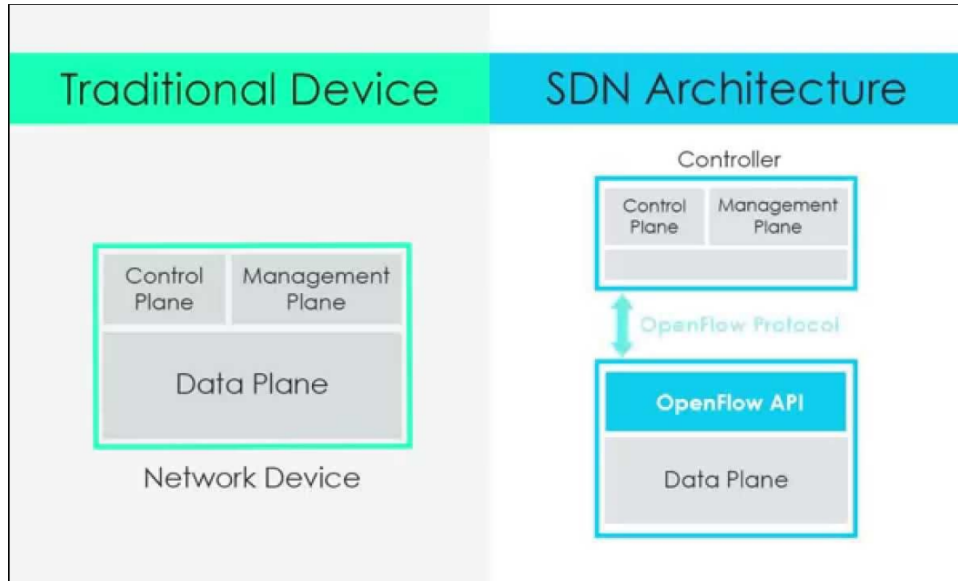 Traditional Device
Control
Plane
Management
Plane
Data Plane
Network Device
SDN Architecture
Controller
Control
Plane
Management
Plane
OpenFlow Protocol
OpenFlow API
Data Plane